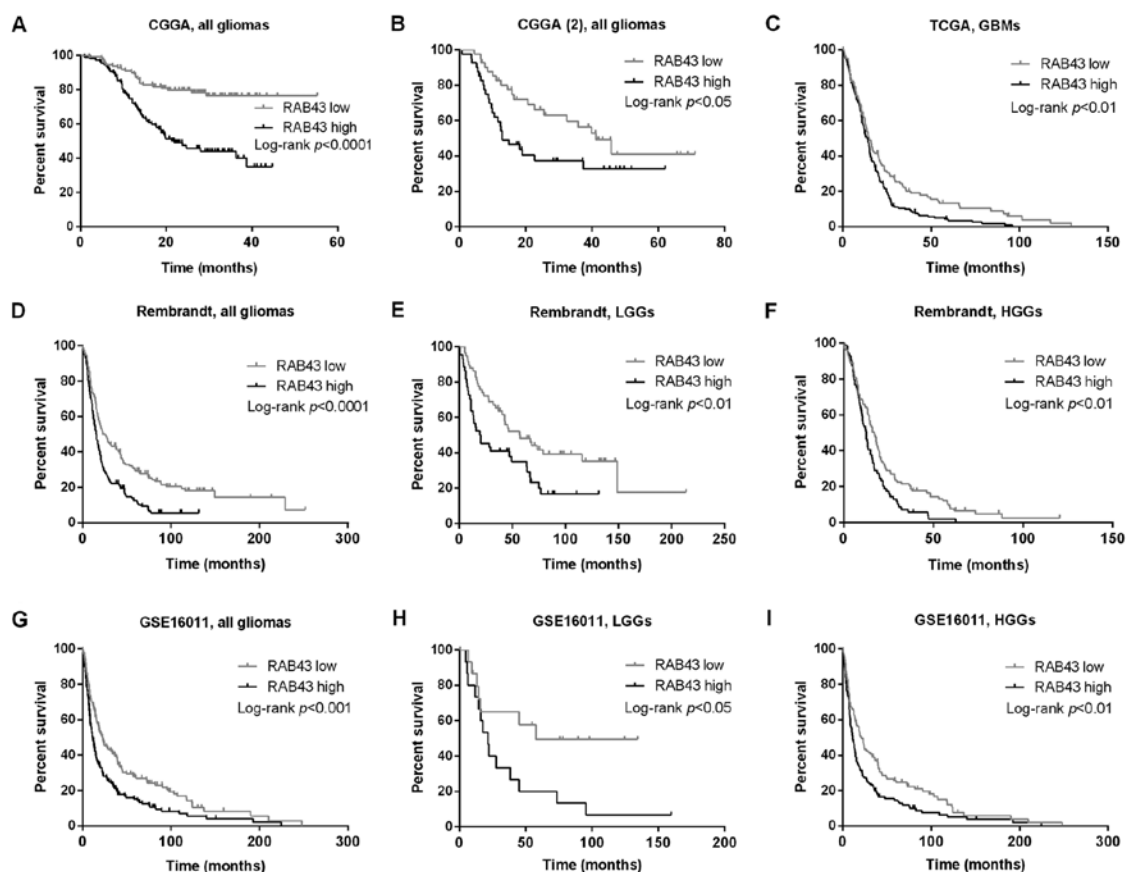 A
CGGA, all gliomas
Percent survival
100
80
60
40
20
0
RAB43 low
RAB43 high
Log-rank p<0.0001
0 20 40 60
Time (months)
B
CGGA (2), all gliomas
Percent survival
100
80
60
40
20
0
RAB43 low
RAB43 high
Log-rank p<0.05
0 20 40 60 80
Time (months)
C
TCGA, GBMs
Percent survival
100
80
60
40
20
0
RAB43 low
RAB43 high
Log-rank p<0.01
0 50 100 150
Time (months)
D
Rembrandt, all gliomas
Percent survival
100
80
60
40
20
0
RAB43 low
RAB43 high
Log-rank p<0.0001
0 100 200 300
Time (months)
E
Rembrandt, LGGs
Percent survival
100
80
60
40
20
0
RAB43 low
RAB43 high
Log-rank p<0.01
0 50 100 150 200 250
Time (months)
F
Rembrandt, HGGs
Percent survival
100
80
60
40
20
0
RAB43 low
RAB43 high
Log-rank p<0.01
0 50 100 150
Time (months)
G
GSE16011, all gliomas
Percent survival
100
80
60
40
20
0
RAB43 low
RAB43 high
Log-rank p<0.001
0 100 200 300
Time (months)
H
GSE16011, LGGs
Percent survival
100
80
60
40
20
0
RAB43 low
RAB43 high
Log-rank p<0.05
0 50 100 150 200
Time (months)
I
GSE16011, HGGs
Percent survival
100
80
60
40
20
0
RAB43 low
RAB43 high
Log-rank p<0.01
0 100 200 300
Time (months)